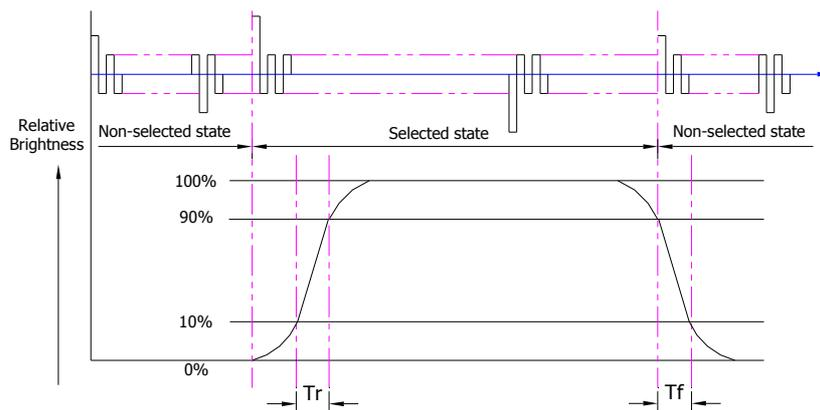 Relative
Brightness
Non-selected state
Selected state
Non-selected state
100%
90%
10%
0%
Tr
Tf